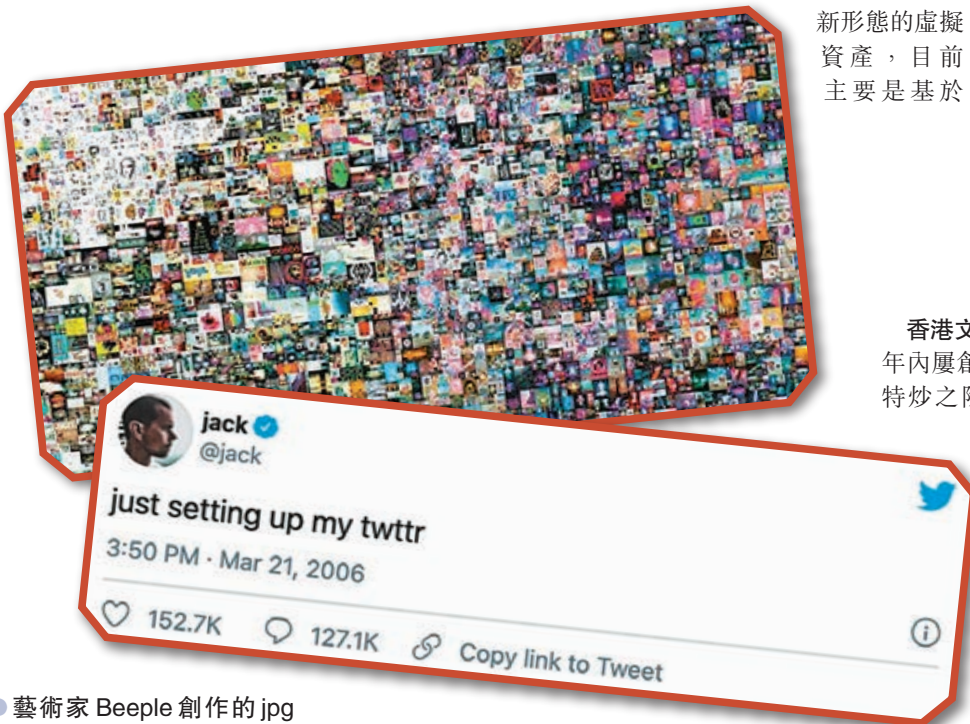 新形態的虛擬
資產，目前
主要是基於
香港文
年內屢創
特炒之
jack
@jack
just setting up my twttr
3:50 PM · Mar 21, 2006
152.7K 127.1K Copy link to Tweet
藝術家 Beeple 創作的 jpg